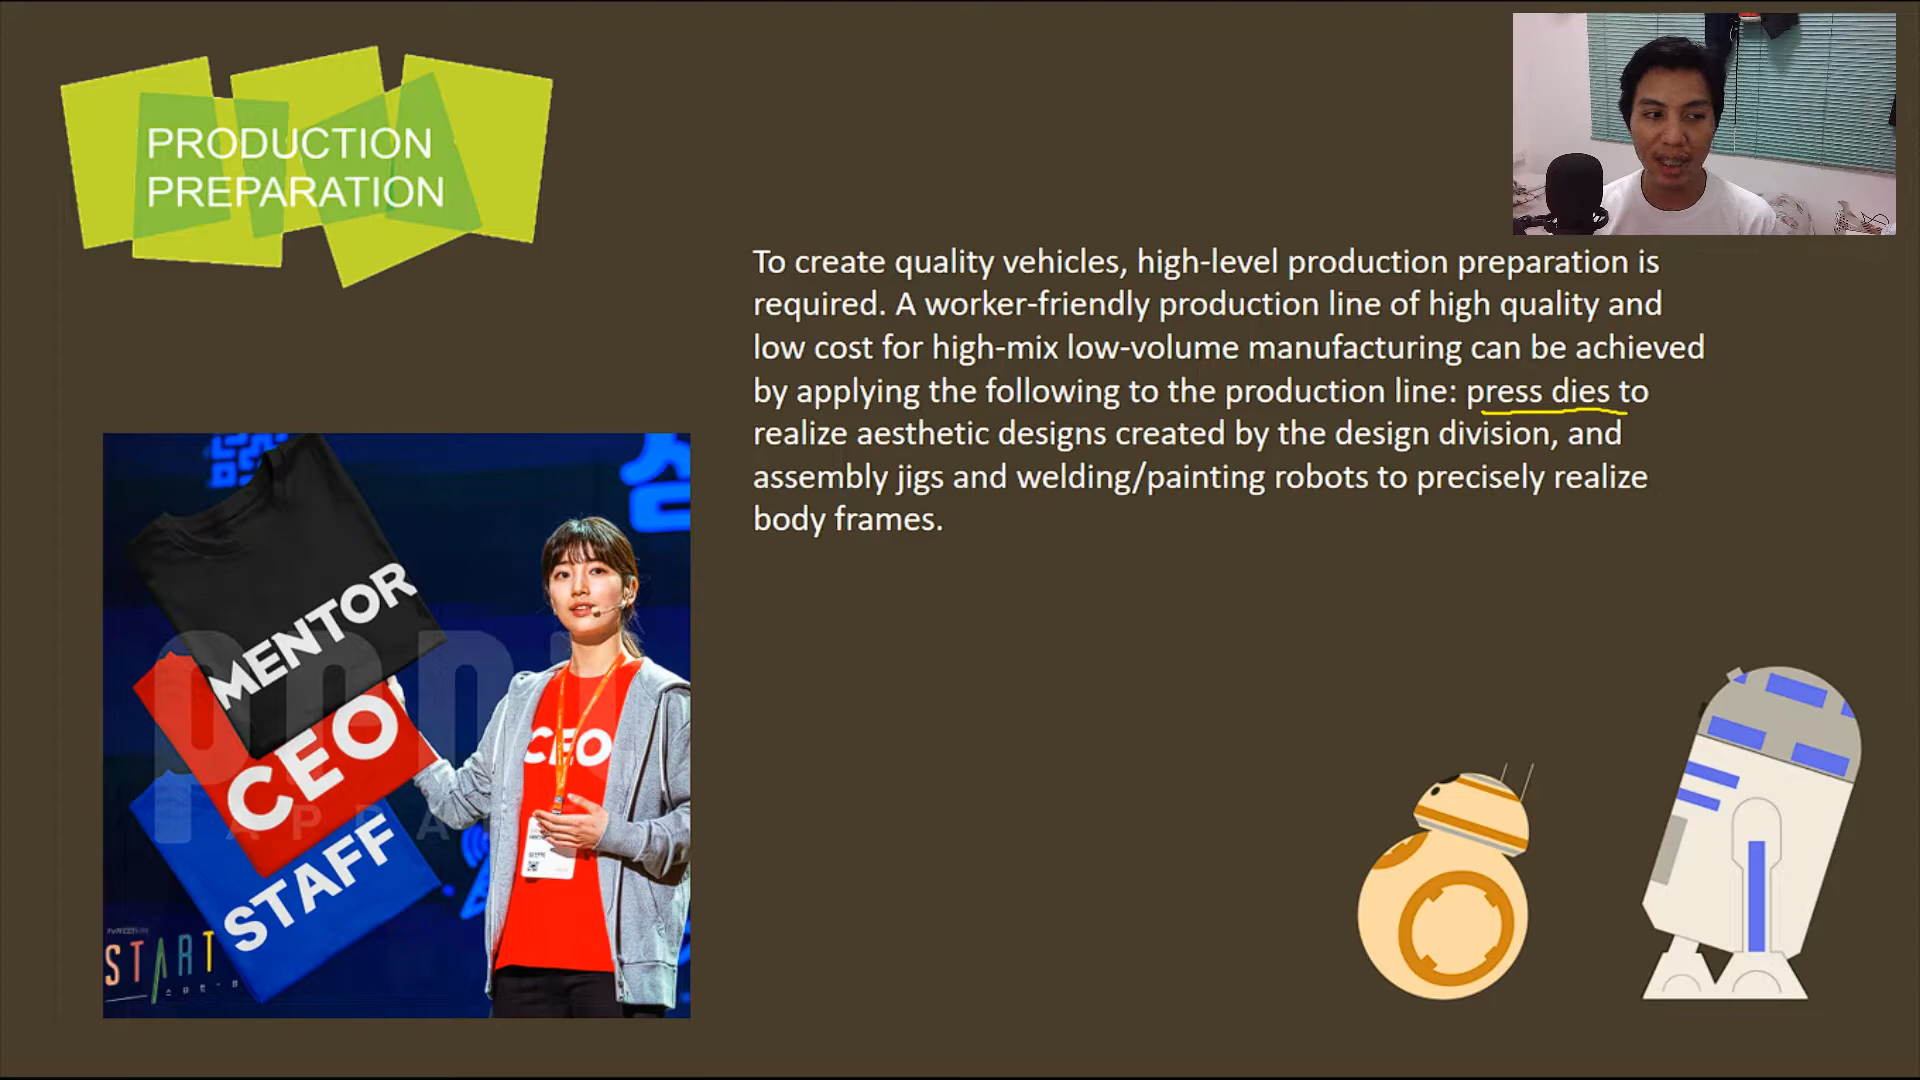 PRODUCTION
PREPARATION
To create quality vehicles, high-level production preparation is
required. A worker-friendly production line of high quality and
low cost for high-mix low-volume manufacturing can be achieved
by applying the following to the production line: press dies to
realize aesthetic designs created by the design division, and
assembly jigs and welding/painting robots to precisely realize
body frames.
MENTOR
CEO
STAFF
CEO
START